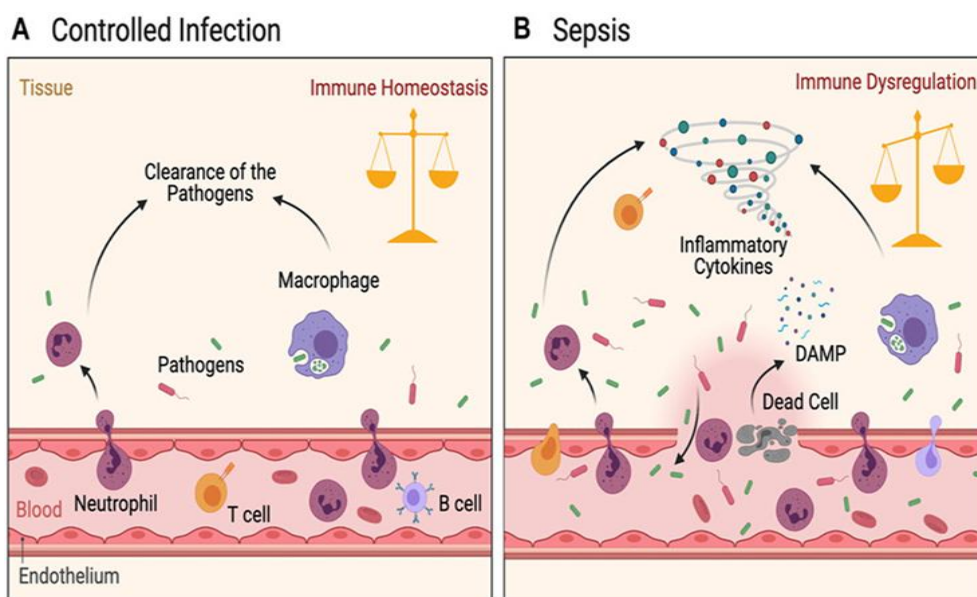 A Controlled Infection
Tissue
Immune Homeostasis
Clearance of the
Pathogens
Macrophage
Pathogens
Blood
Neutrophil
T cell
B cell
Endothelium
B Sepsis
Immune Dysregulation
Inflammatory
Cytokines
DAMP
Dead Cell